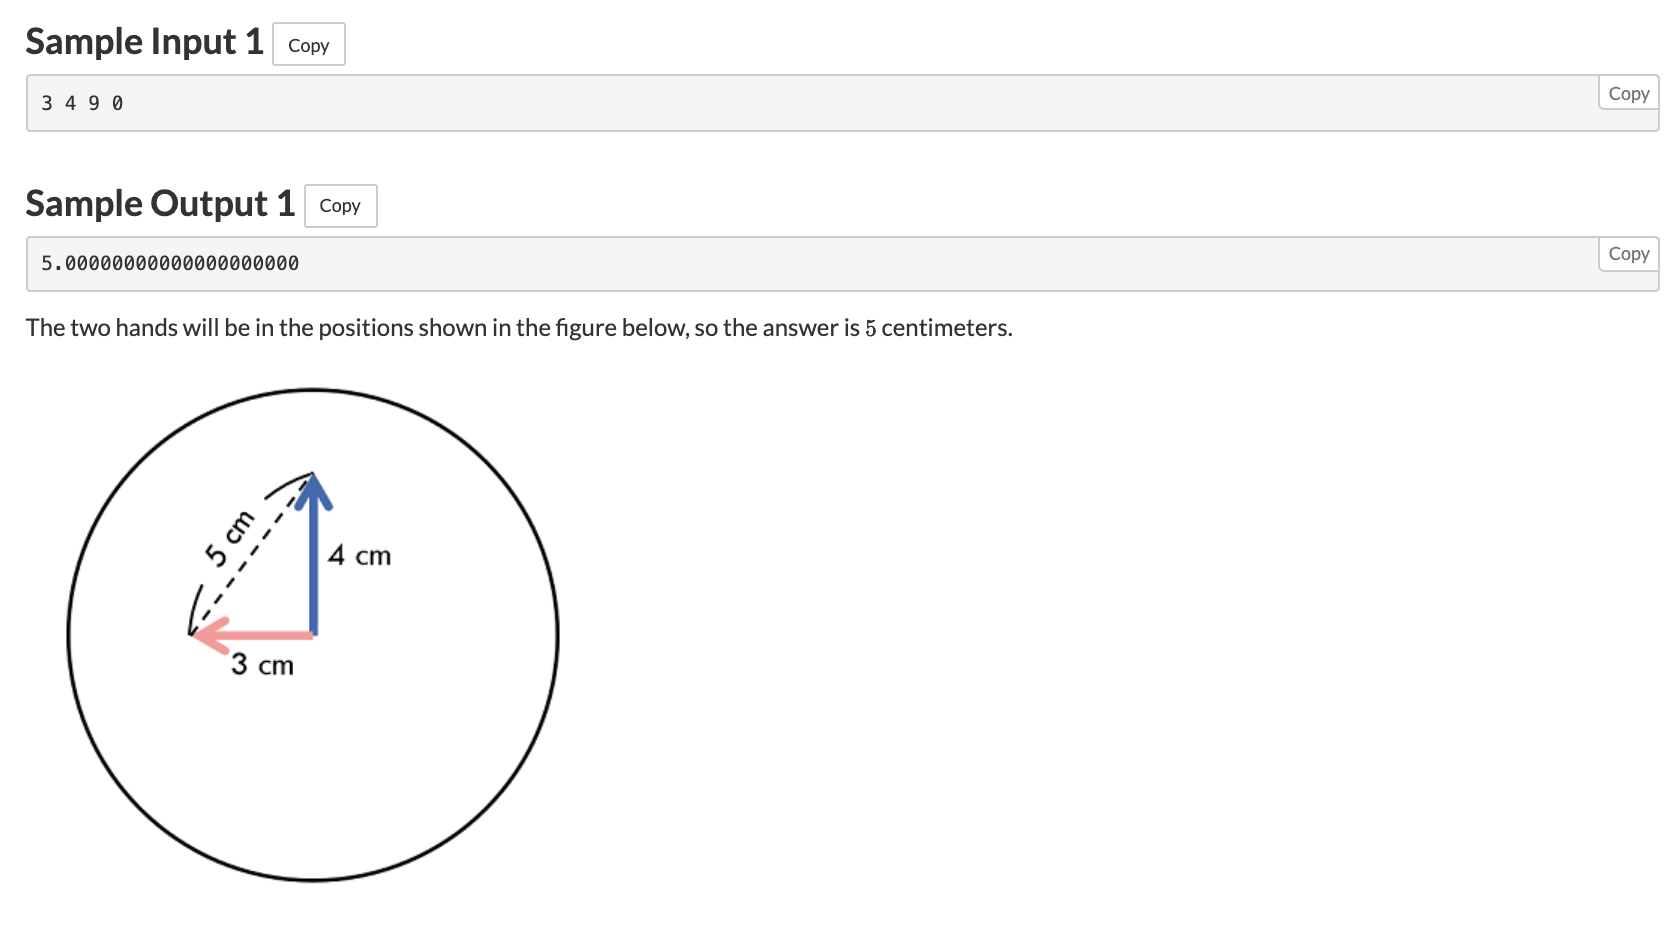 Sample Input 1 Copy
3 4 9 0
Copy
Sample Output 1 Copy
5.00000000000000000000
Copy
The two hands will be in the positions shown in the figure below, so the answer is 5 centimeters.
5 cm
4 cm
3 cm